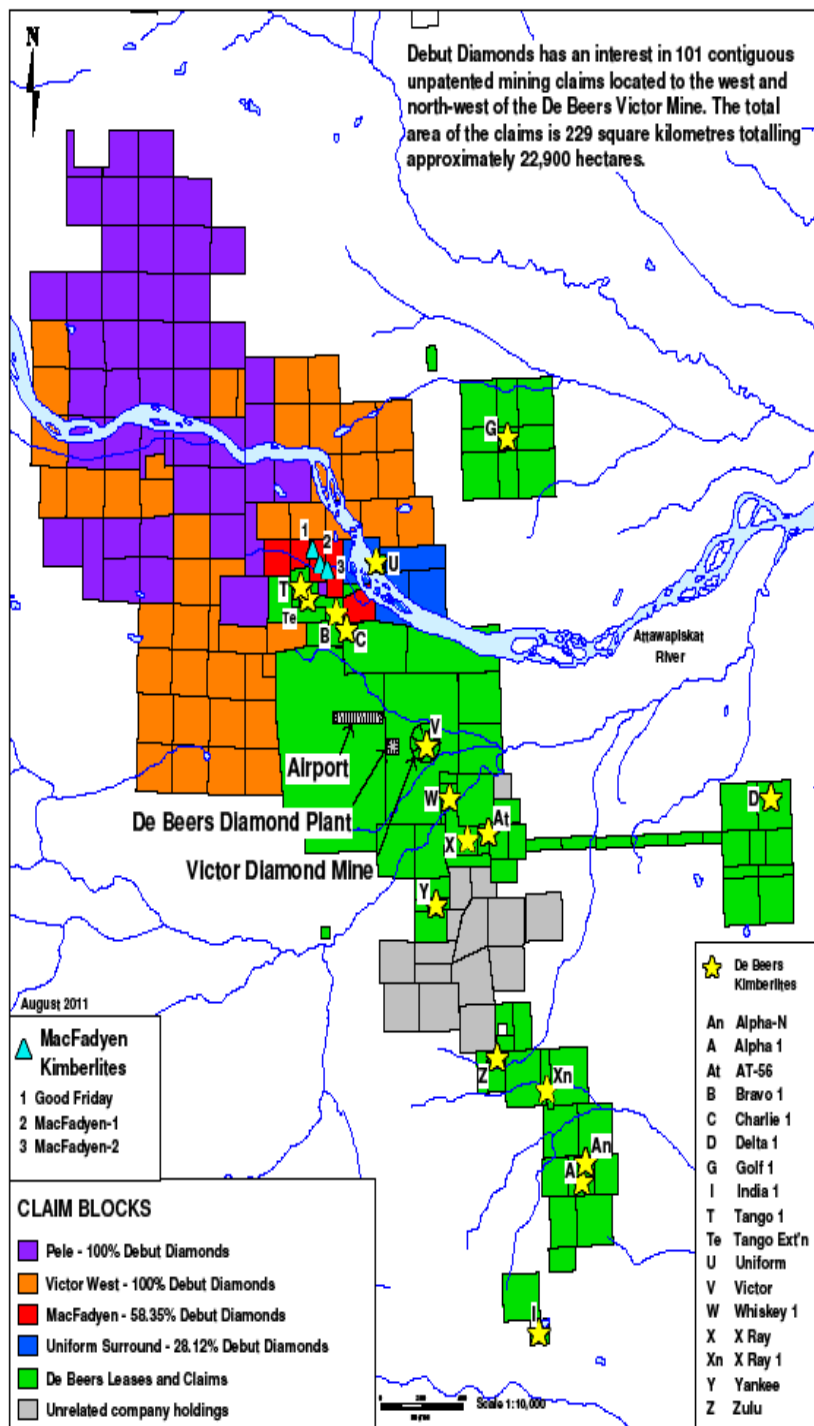 N
Debut Diamonds has an interest in 101 contiguous
unpatented mining claims located to the west and
north-west of the De Beers Victor Mine. The total
area of the claims is 229 square kilometres totalling
approximately 22,900 hectares.
G
1
2
3
U
T
Te
B
C
Attawapiskat
River
V
Airport
W
D
De Beers Diamond Plant
At
X
Victor Diamond Mine
Y
Z
Xn
An
A
I
August 2011
MacFadyen
Kimberlites
1 Good Friday
2 MacFadyen-1
3 MacFadyen-2
CLAIM BLOCKS
Pele - 100% Debut Diamonds
Victor West - 100% Debut Diamonds
MacFadyen - 58.35% Debut Diamonds
Uniform Surround - 28.12% Debut Diamonds
De Beers Leases and Claims
Unrelated company holdings
Scale 1:10,000
De Beers
Kimberlites
An Alpha-N
A Alpha 1
At AT-56
B Bravo 1
C Charlie 1
D Delta 1
G Golf 1
I India 1
T Tango 1
Te Tango Ext'n
U Uniform
V Victor
W Whiskey 1
X X Ray
Xn X Ray 1
Y Yankee
Z Zulu